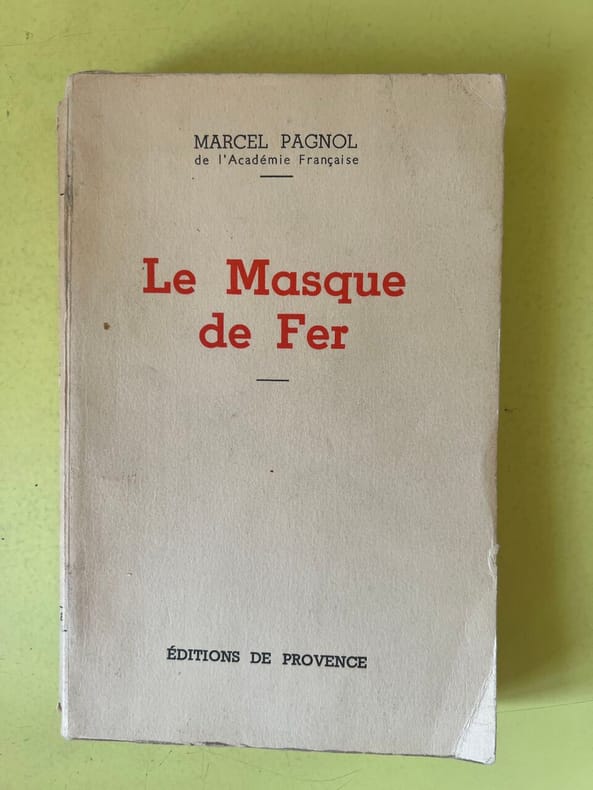 MARCEL PAGNOL
de l'Académie Française
Le Masque
de Fer
ÉDITIONS DE PROVENCE